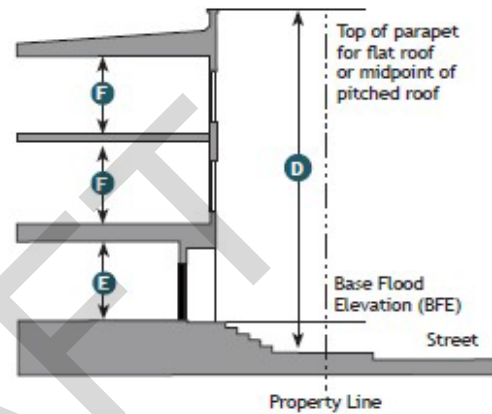 Top of parapet
for flat roof
or midpoint of
pitched roof
F
F
D
E
Base Flood
Elevation (BFE)
Street
Property Line